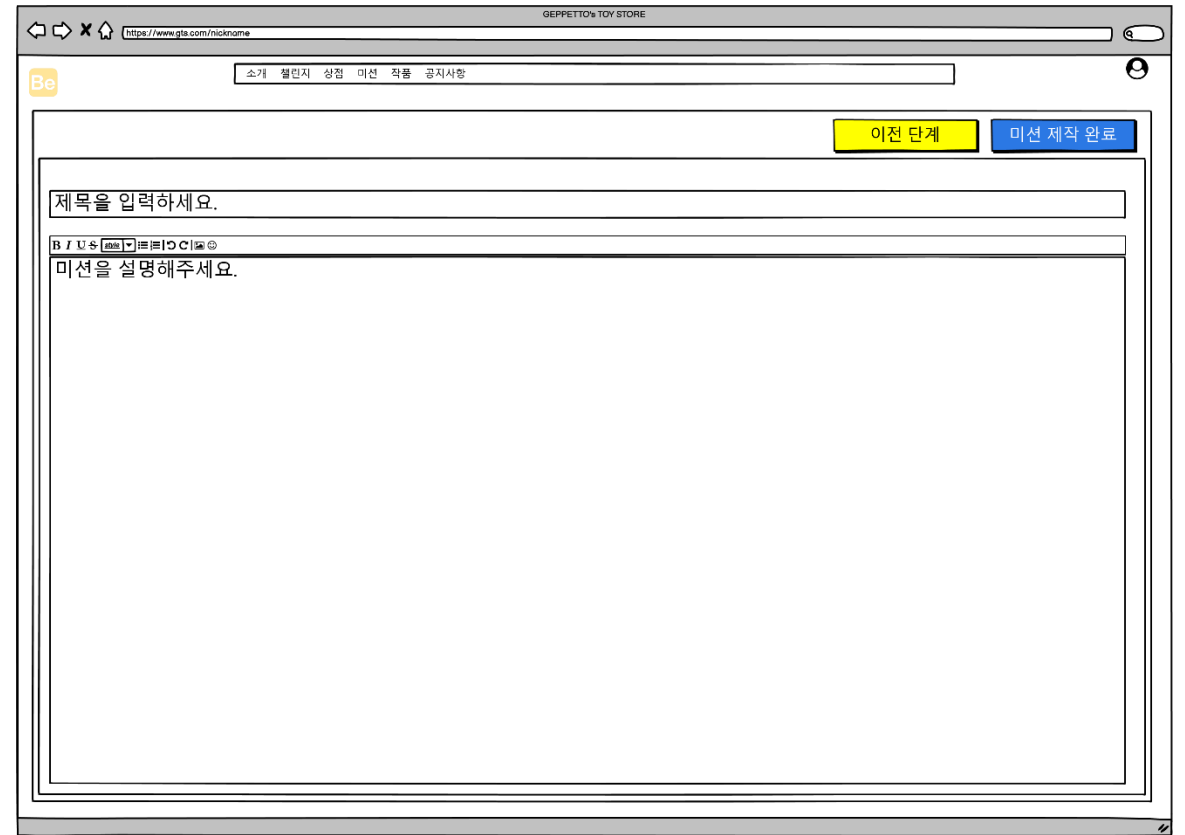 GEPPETTO's TOY STORE
https://www.gts.com/nickname
Be
소개 챌린지 상점 미션 작품 공지사항
이전 단계 미션 제작 완료
제목을 입력하세요.
B I U S style
미션을 설명해주세요.